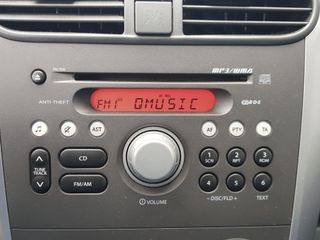 MP3/WMA
ANTI-THEFT
FM1 QMUSIC
AST AF PTY TA
CD
1 SCN 2 RPT 3 RDM
TUNE TRACK
FM/AM
4 5 6
VOLUME
-DISC/FLD+ TEXT